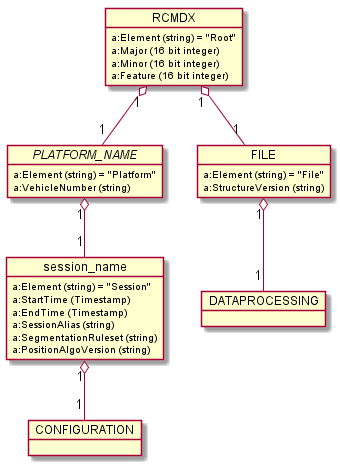 RCMDX
a:Element (string) = "Root"
a:Major (16 bit integer)
a:Minor (16 bit integer)
a:Feature (16 bit integer)
1 1
1 1
PLATFORM_NAME
a:Element (string) = "Platform"
a:VehicleNumber (string)
FILE
a:Element (string) = "File"
a:StructureVersion (string)
1 1
1
session_name
a:Element (string) = "Session"
a:StartTime (Timestamp)
a:EndTime (Timestamp)
a:SessionAlias (string)
a:SegmentationRuleset (string)
a:PositionAlgoVersion (string)
1
DATAPROCESSING
1
1
CONFIGURATION